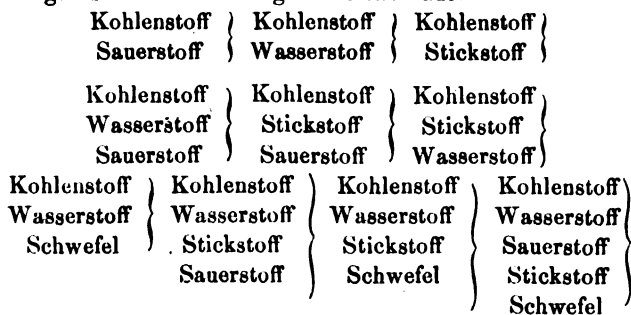 Kohlenstoff } Kohlenstoff } Kohlenstoff }
Sauerstoff } Wasserstoff } Stickstoff }
Kohlenstoff } Kohlenstoff } Kohlenstoff }
Wasserstoff } Stickstoff } Stickstoff }
Sauerstoff } Sauerstoff } Wasserstoff }
Kohlenstoff } Kohlenstoff } Kohlenstoff } Kohlenstoff }
Wasserstoff } Wasserstoff } Wasserstoff } Wasserstoff }
Schwefel } Stickstoff } Stickstoff } Sauerstoff }
Sauerstoff } Schwefel } Stickstoff }
Schwefel }